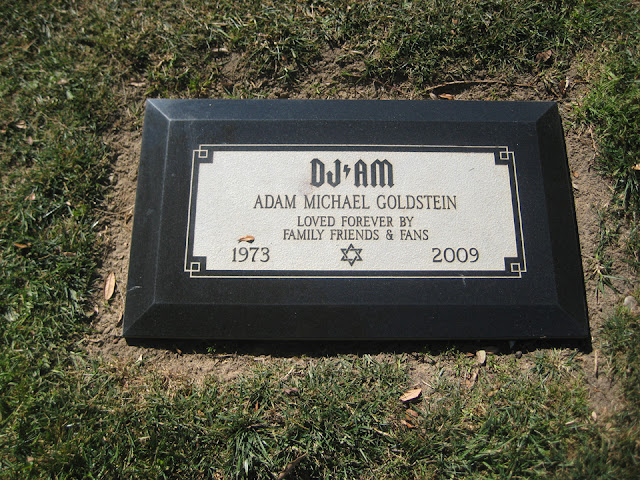 DJ⚡AM
ADAM MICHAEL GOLDSTEIN
LOVED FOREVER BY
FAMILY FRIENDS & FANS
1973 ✡ 2009